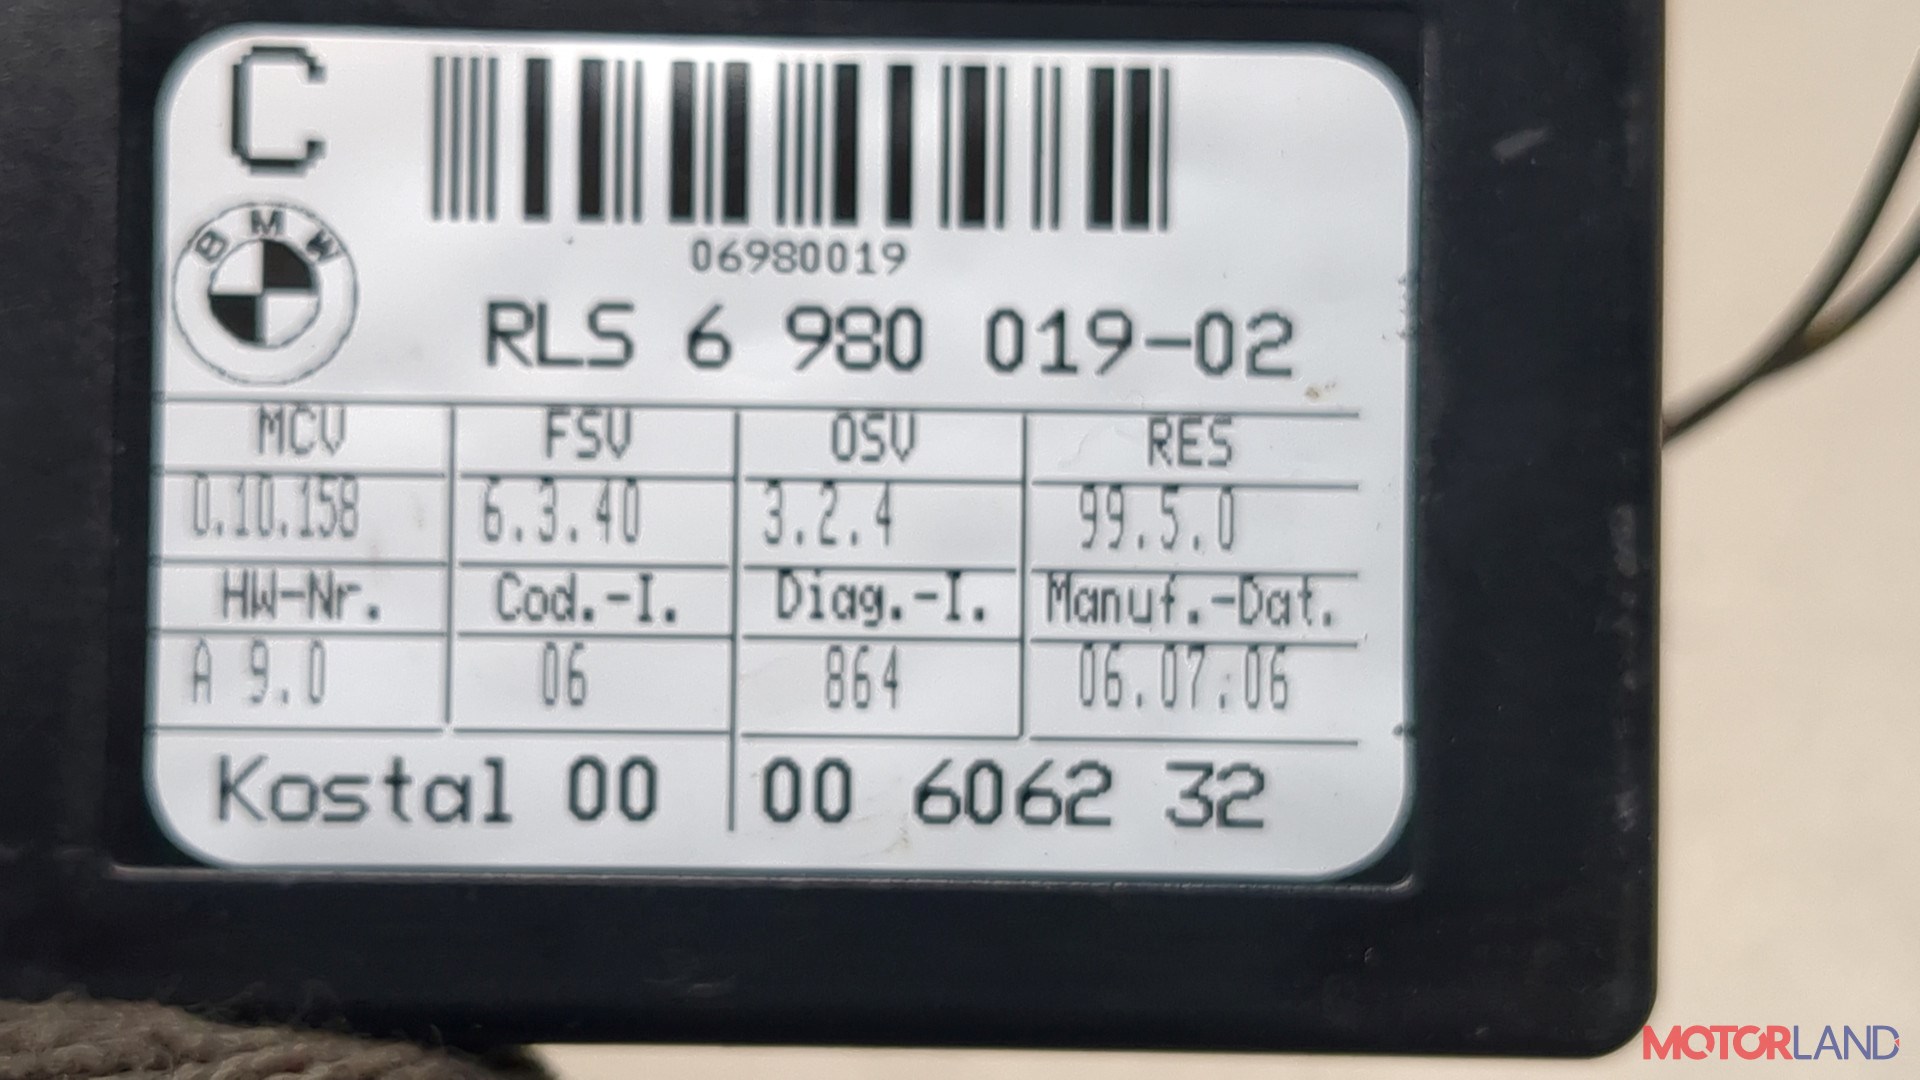 C
BMW
06980019
RLS 6 980 019-02
MCV FSV OSV RES
0.10.158 6.3.40 3.2.4 99.5.0
HW-Nr. Cod.-I. Diag.-I. Manuf.-Dat.
A 9.0 06 864 06.07.06
Kostal 00 00 6062 32
MOTORLAND